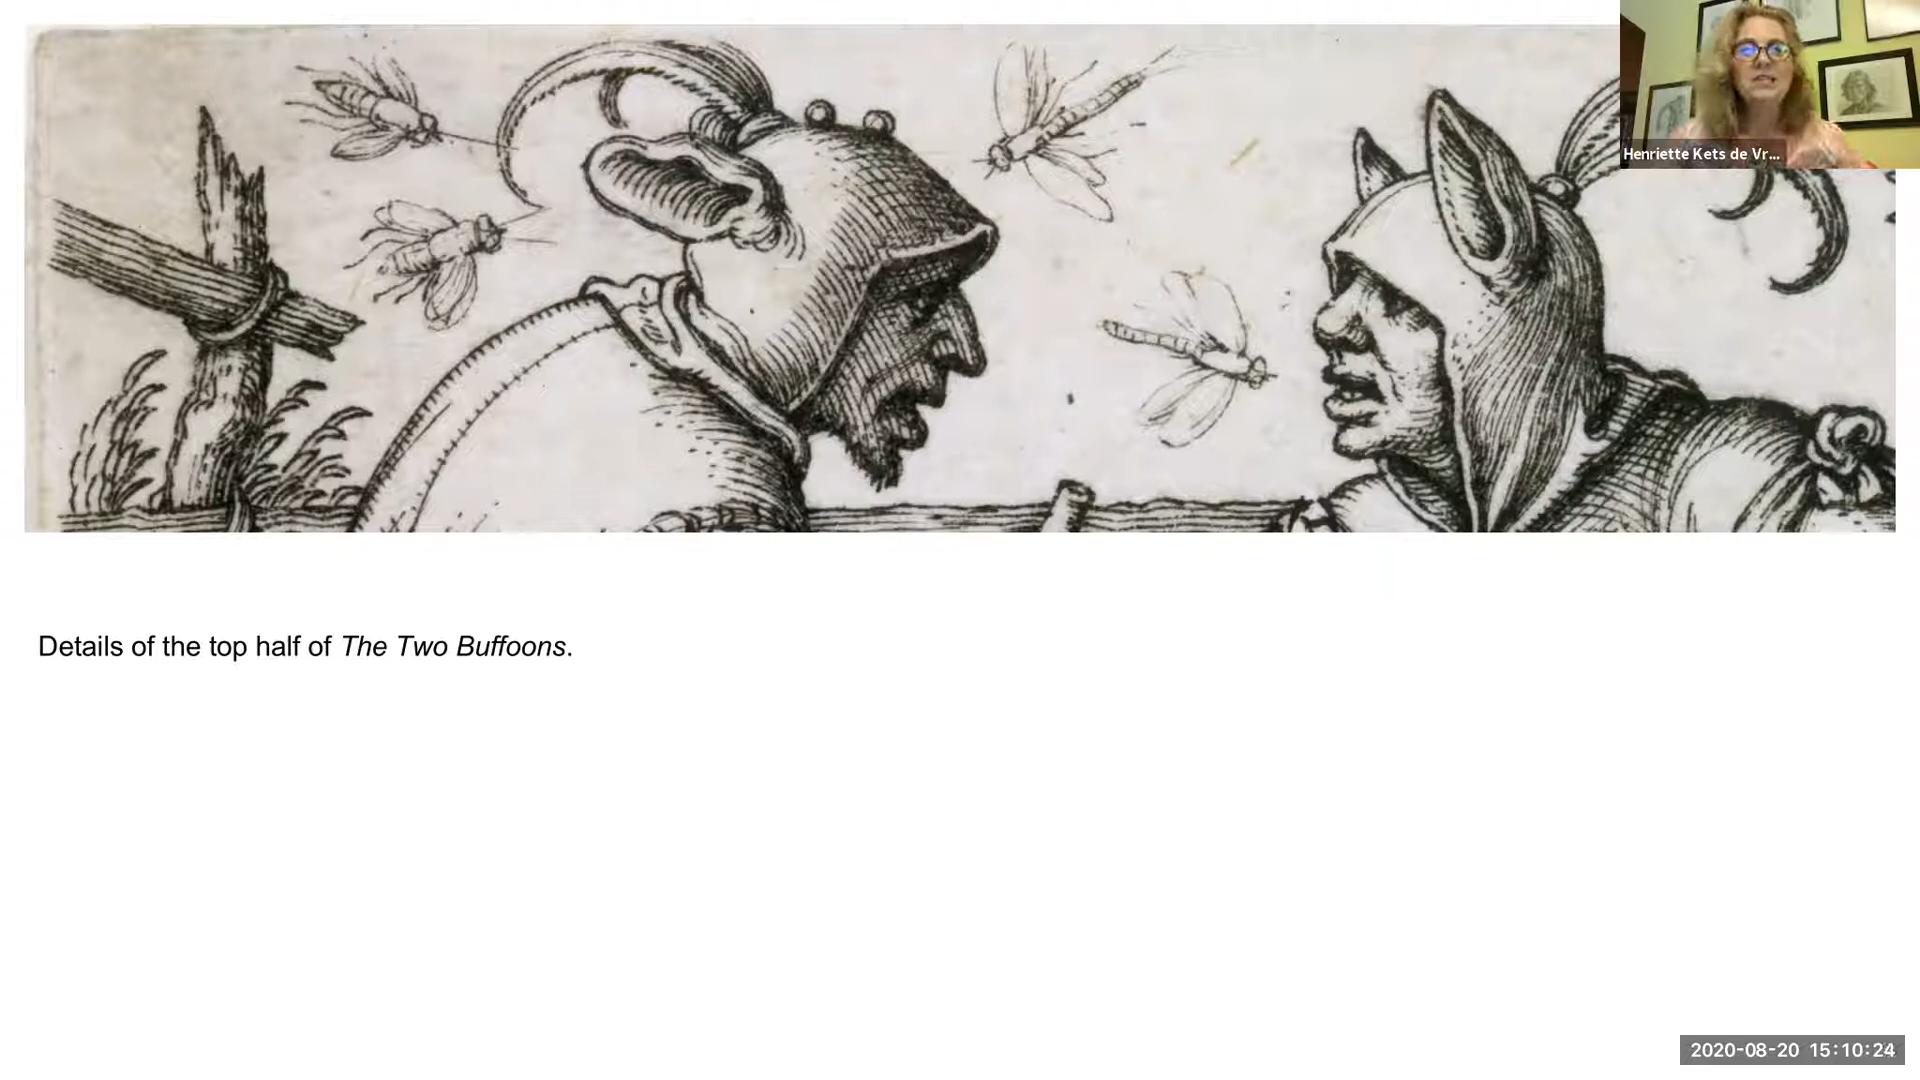 Henriette Kets de Vr...
Details of the top half of The Two Buffoons.
2020-08-20 15:10:24